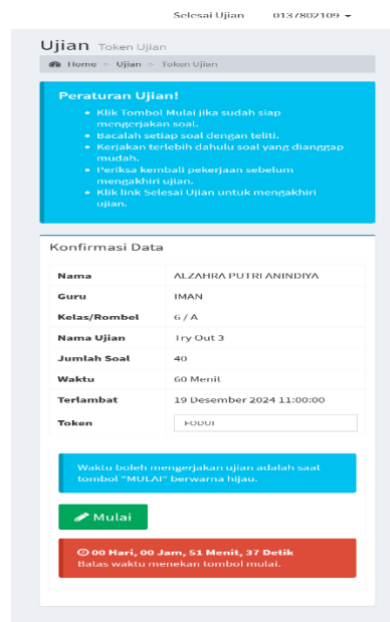 Selesai Ujian 0137802109
Ujian Token Ujian
Home > Ujian > Token Ujian
Peraturan Ujian!
• Klik Tombol Mulai jika sudah siap
mengerjakan soal.
• Bacalah setiap soal dengan teliti.
• Kerjakan terlebih dahulu soal yang dianggap
mudah.
• Periksa kembali pekerjaan sebelum
mengakhiri ujian.
• Klik link Selesai Ujian untuk mengakhiri
ujian.
Konfirmasi Data
Nama ALZAHRA PUTRI ANINDIYA
Guru IMAN
Kelas/Rombel 6 / A
Nama Ujian Try Out 3
Jumlah Soal 40
Waktu 60 Menit
Terlambat 19 Desember 2024 11:00:00
Token
Waktu boleh mengerjakan ujian adalah saat
tombol "MULAI" berwarna hijau.
Mulai
00 Hari, 00 Jam, 51 Menit, 37 Detik
Batas waktu menekan tombol mulai.